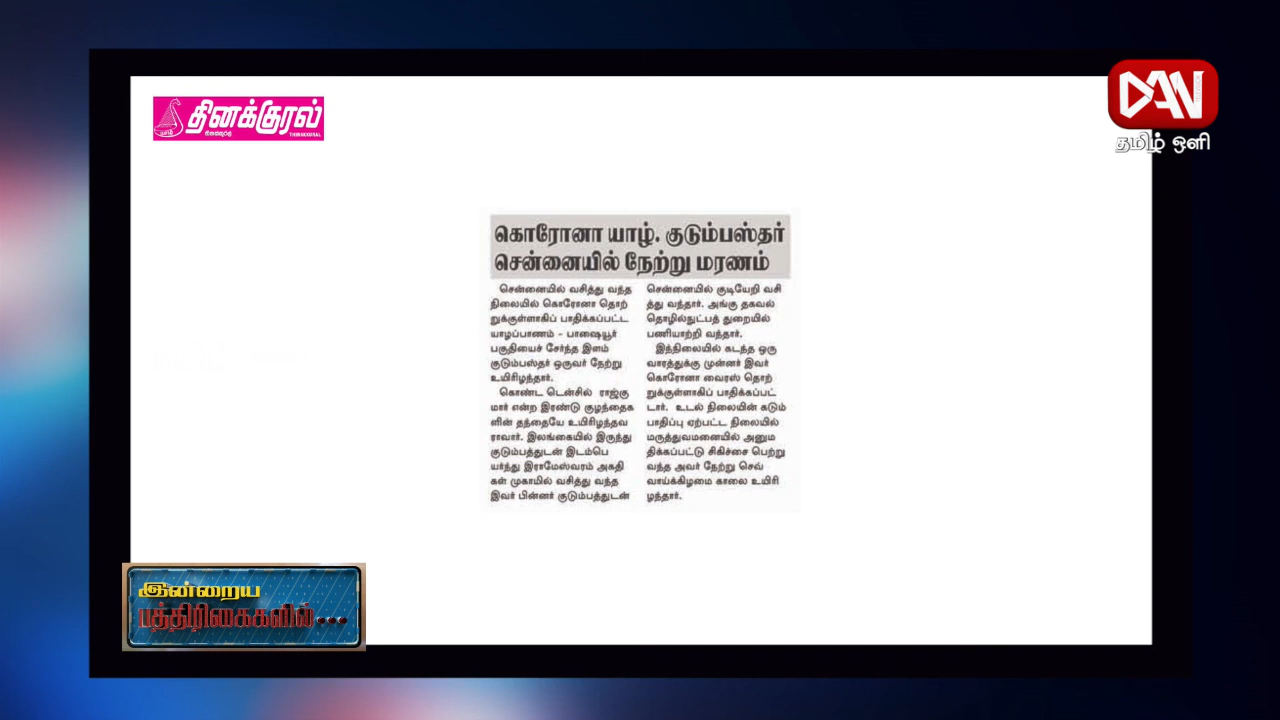 தினக்குரல்
யாழ்
THINAKKURAL
DAN
தமிழ் ஒளி
கொரோனா யாழ். குடும்பஸ்தர்
சென்னையில் நேற்று மரணம்
சென்னையில் வசித்து வந்த
நிலையில் கொரோனா தொற்
றுக்குள்ளாகிப் பாதிக்கப்பட்ட
யாழப்பாணம் - பாஷையூர்
பகுதியைச் சேர்ந்த இளம்
குடும்பஸ்தர் ஒருவர் நேற்று
உயிரிழந்தார்.
கொண்ட டென்சில் ராஜ்கு
மார் என்ற இரண்டு குழந்தைக
ளின் தந்தையே உயிரிழந்தவ
ராவார். இலங்கையில் இருந்து
குடும்பத்துடன் இடம்பெ
யர்ந்து இராமேஸ்வரம் அகதி
கள் முகாமில் வசித்து வந்த
இவர் பின்னர் குடும்பத்துடன்
சென்னையில் குடியேறி வசி
த்து வந்தார். அங்கு தகவல்
தொழில்நுட்பத் துறையில்
பணியாற்றி வந்தார்.
இந்நிலையில் கடந்த ஒரு
வாரத்துக்கு முன்னர் இவர்
கொரோனா வைரஸ் தொற்
றுக்குள்ளாகிப் பாதிக்கப்பட்
டார். உடல் நிலையின் கடும்
பாதிப்பு ஏற்பட்ட நிலையில்
மருத்துவமனையில் அனும
திக்கப்பட்டு சிகிச்சை பெற்று
வந்த அவர் நேற்று செவ்
வாய்க்கிழமை காலை உயிரி
ழந்தார்.
இன்றைய
பத்திரிகைகளில்...